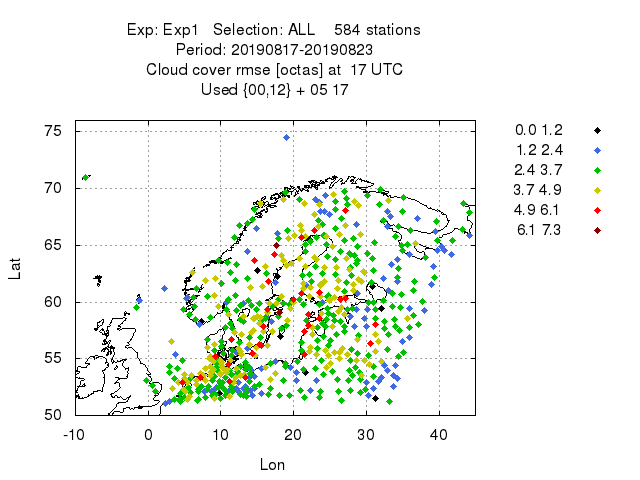 Exp: Exp1   Selection: ALL    584 stations
Period: 20190817-20190823
Cloud cover rmse [octas] at  17 UTC
Used {00,12} + 05 17
0.0 1.2
1.2 2.4
2.4 3.7
3.7 4.9
4.9 6.1
6.1 7.3
75
70
65
60
55
50
Lat
-10 0 10 20 30 40
Lon